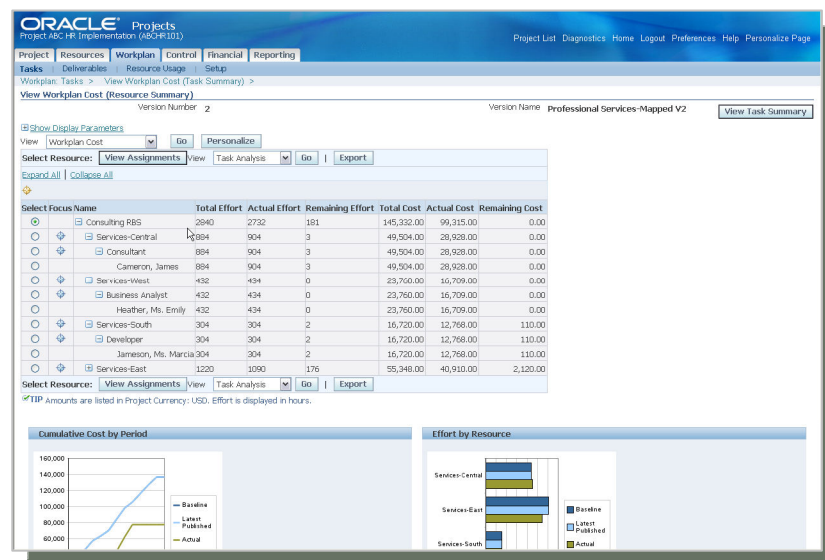 ORACLE Projects
Project ABC HR Implementation (ABCHR101)
Project List Diagnostics Home Logout Preferences Help Personalize Page
Project Resources Workplan Control Financial Reporting
Tasks | Deliverables | Resource Usage | Setup
Workplan: Tasks > View Workplan Cost (Task Summary) >
View Workplan Cost (Resource Summary)
Version Number 2 Version Name Professional Services-Mapped V2 View Task Summary
Show Display Parameters
View Workplan Cost Go Personalize
Select Resource: View Assignments View Task Analysis Go | Export
Expand All | Collapse All
Select Focus Name Total Effort Actual Effort Remaining Effort Total Cost Actual Cost Remaining Cost
Consulting RBS 2840 2732 181 145,332.00 99,315.00 0.00
Services-Central 884 904 3 49,504.00 28,928.00 0.00
Consultant 884 904 3 49,504.00 28,928.00 0.00
Cameron, James 884 904 3 49,504.00 28,928.00 0.00
Services-West 432 434 0 23,760.00 16,709.00 0.00
Business Analyst 432 434 0 23,760.00 16,709.00 0.00
Heather, Ms. Emily 432 434 0 23,760.00 16,709.00 0.00
Services-South 304 304 2 16,720.00 12,768.00 110.00
Developer 304 304 2 16,720.00 12,768.00 110.00
Jameson, Ms. Marcia 304 304 2 16,720.00 12,768.00 110.00
Services-East 1220 1090 176 55,348.00 40,910.00 2,120.00
Select Resource: View Assignments View Task Analysis Go | Export
TIP Amounts are listed in Project Currency: USD. Effort is displayed in hours.
Cumulative Cost by Period
160,000
140,000
120,000
100,000
80,000
60,000
Baseline
Latest
Published
Actual
Effort by Resource
Services-Central
Services-East
Services-South
Baseline
Latest
Published
Actual